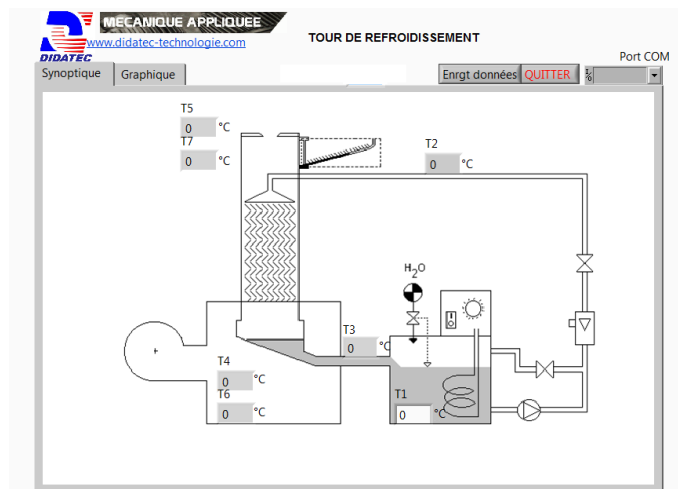 MECANIQUE APPLIQUEE
www.didatec-technologie.com
DIDATEC
TOUR DE REFROIDISSEMENT
Port COM
Synoptique
Graphique
Enrgt données
QUITTER
T5
0 °C
T7
0 °C
T2
0 °C
H2O
T3
0 °C
T4
0 °C
T6
0 °C
T1
0 °C